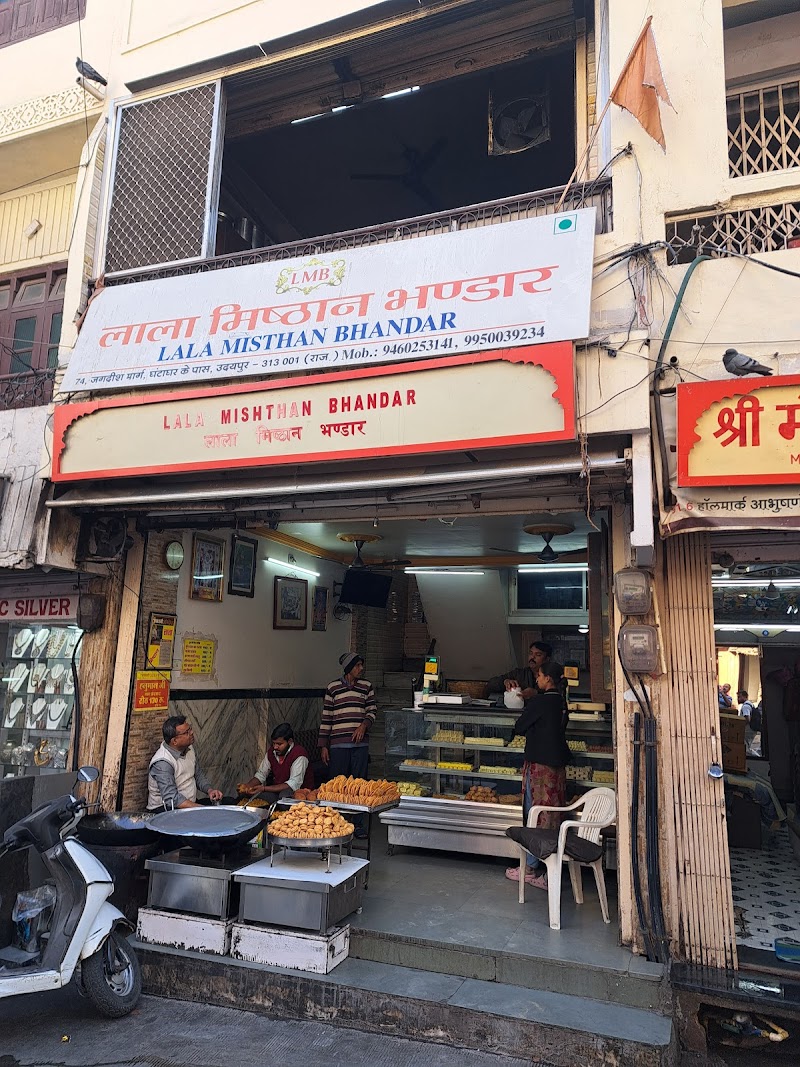 LMB
लाला मिष्ठान भण्डार
LALA MISTHAN BHANDAR
74, जगदीश मार्ग, घंटाघर के पास, उदयपुर - 313 001 (राज.) Mob.: 9460253141, 9950039234
LALA MISHTHAN BHANDAR
लाला मिष्ठान भण्डार
श्री
हॉलमार्क आभुषण
C SILVER